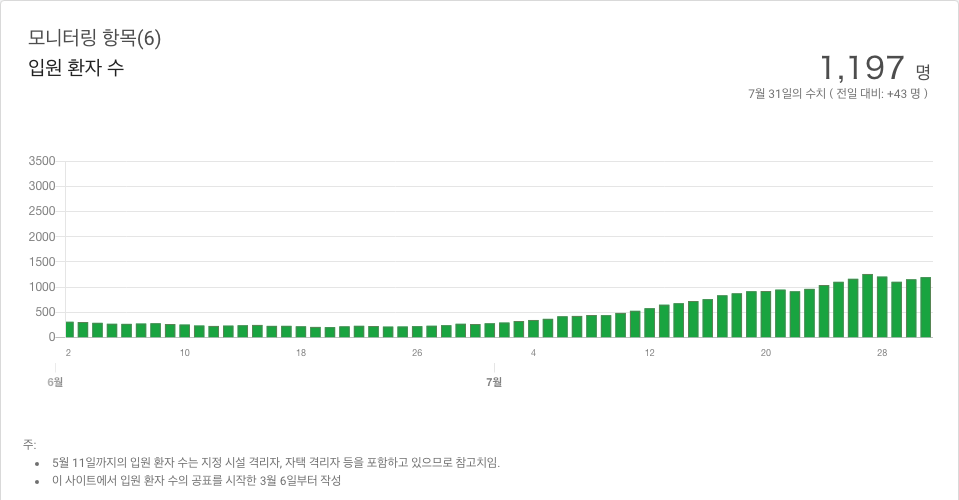 모니터링 항목(6)
입원 환자 수
1,197 명
7월 31일의 수치 ( 전일 대비: +43 명 )
3500
3000
2500
2000
1500
1000
500
0
2 10 18 26 4 12 20 28
6월 7월
주:
• 5월 11일까지의 입원 환자 수는 지정 시설 격리자, 자택 격리자 등을 포함하고 있으므로 참고치임.
• 이 사이트에서 입원 환자 수의 공표를 시작한 3월 6일부터 작성